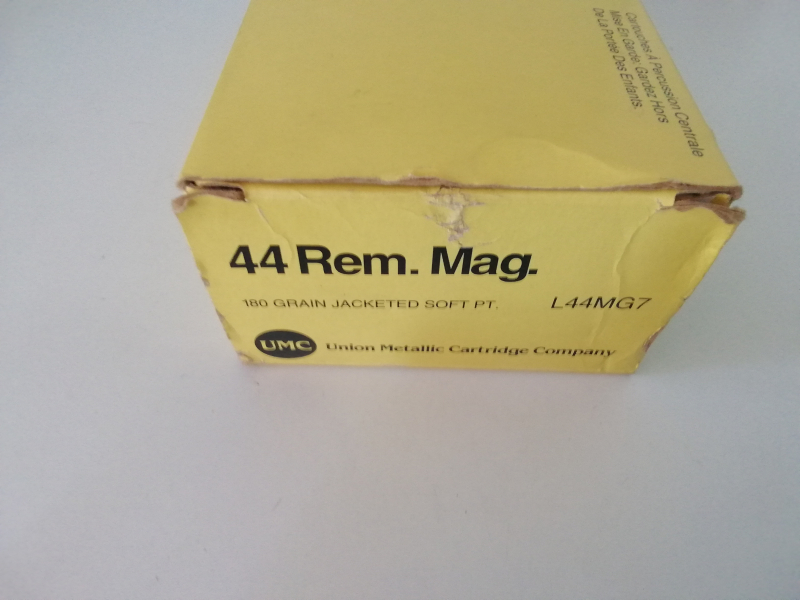 Cartouches À Percussion Centrale
Mise En Garde: Gardez Hors
De La Portée Des Enfants.
44 Rem. Mag.
180 GRAIN JACKETED SOFT PT. L44MG7
UMC Union Metallic Cartridge Company